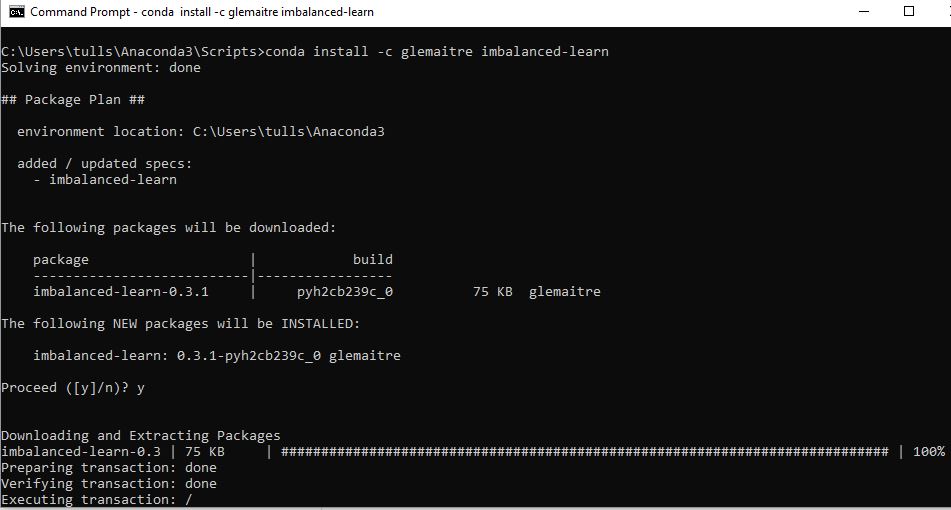 Command Prompt - conda  install -c glemaitre imbalanced-learn
C:\Users\tulls\Anaconda3\Scripts>conda install -c glemaitre imbalanced-learn
Solving environment: done
## Package Plan ##
  environment location: C:\Users\tulls\Anaconda3
  added / updated specs:
    - imbalanced-learn
The following packages will be downloaded:
    package                    |            build
    ---------------------------|-----------------
    imbalanced-learn-0.3.1     |     pyh2cb239c_0          75 KB  glemaitre
The following NEW packages will be INSTALLED:
    imbalanced-learn: 0.3.1-pyh2cb239c_0 glemaitre
Proceed ([y]/n)? y
Downloading and Extracting Packages
imbalanced-learn-0.3 | 75 KB     | ############################################################################ | 100%
Preparing transaction: done
Verifying transaction: done
Executing transaction: /